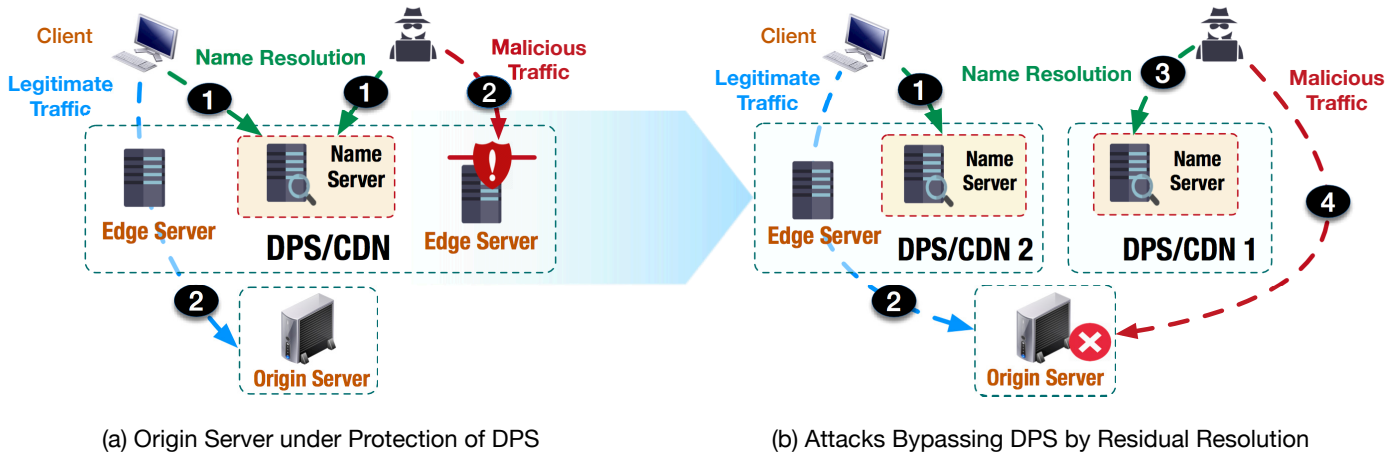 Client
Name Resolution
Malicious
Traffic
Legitimate
Traffic
1
1
2
Name
Server
Edge Server
Edge Server
DPS/CDN
2
Origin Server
(a) Origin Server under Protection of DPS
Client
Legitimate
Traffic
Name Resolution
1
3
Malicious
Traffic
Name
Server
Name
Server
4
Edge Server
DPS/CDN 2
DPS/CDN 1
2
Origin Server
(b) Attacks Bypassing DPS by Residual Resolution